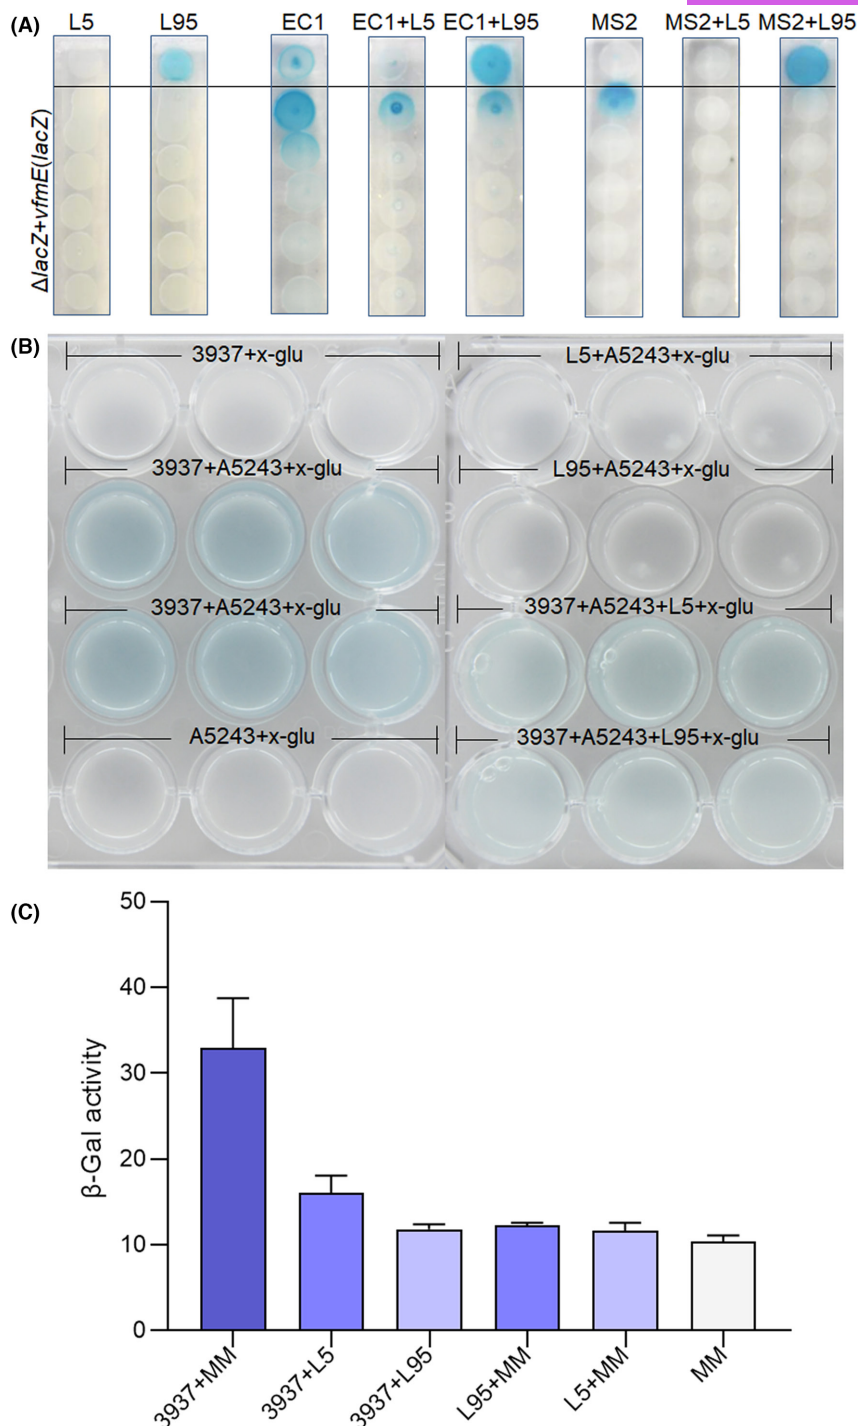 (A) L5 L95 EC1 EC1+L5 EC1+L95 MS2 MS2+L5 MS2+L95
ΔlacZ+vfmE(lacZ)
(B)
3937+x-glu L5+A5243+x-glu
3937+A5243+x-glu L95+A5243+x-glu
3937+A5243+x-glu 3937+A5243+L5+x-glu
A5243+x-glu 3937+A5243+L95+x-glu
(C)
β-Gal activity
50
40
30
20
10
0
3937+MM 3937+L5 3937+L95 L95+MM L5+MM MM